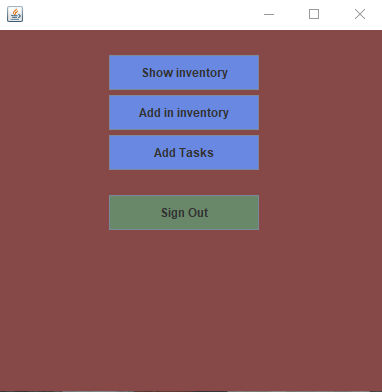 Show inventory
Add in inventory
Add Tasks
Sign Out